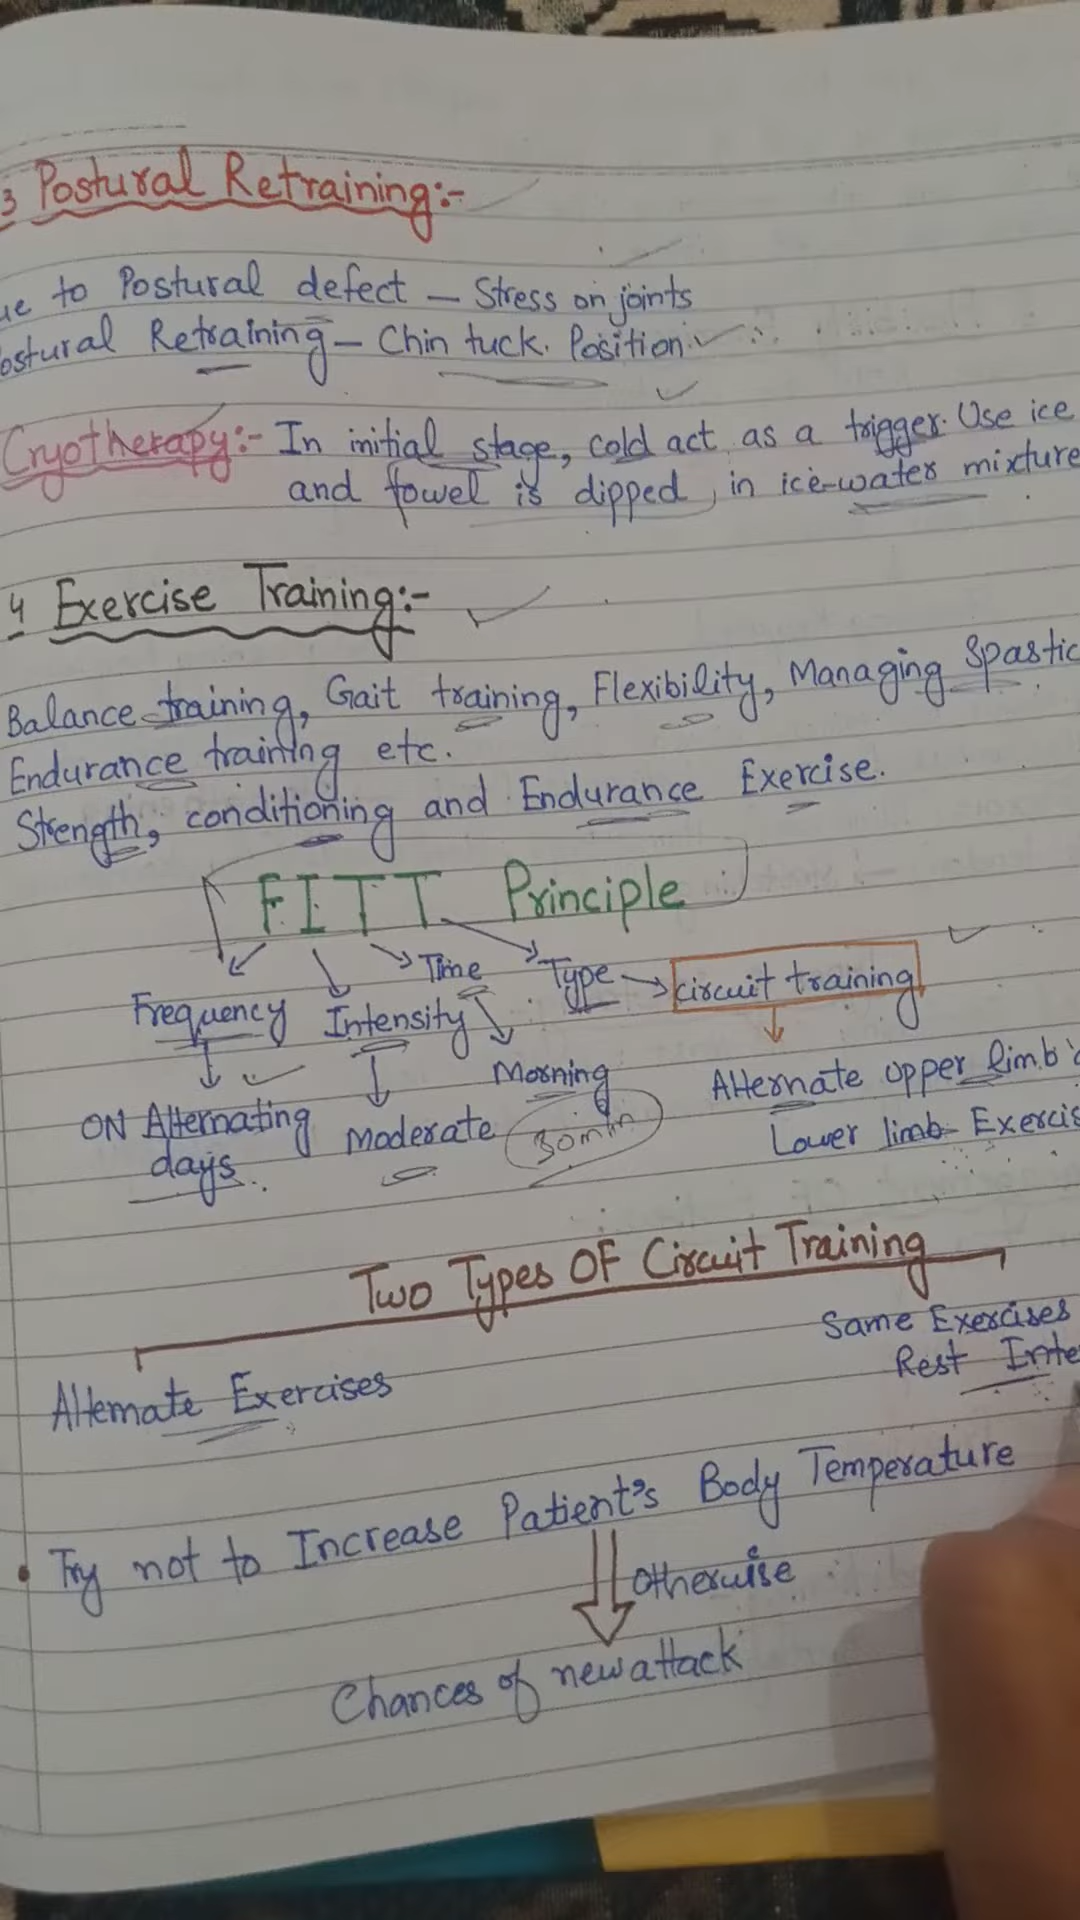 3 Postural Retraining:-
ue to Postural defect – Stress on joints
ostural Retraining – Chin tuck. Position.
Cryotherapy:- In initial stage, cold act as a trigger. Use ice
and towel is dipped in ice-water mixture
4 Exercise Training:-
Balance training, Gait training, Flexibility, Managing Spastic
Endurance training etc.
Strength, conditioning and Endurance Exercise.
FITT Principle
Time Type → circuit training
Frequency Intensity
Morning Alternate upper limb
ON Alternating days Moderate 30min Lower limb Exercis
Two Types OF Circuit Training
Same Exercises
Rest Inte
Alternate Exercises
• Try not to Increase Patient's Body Temperature
otherwise
Chances of new attack